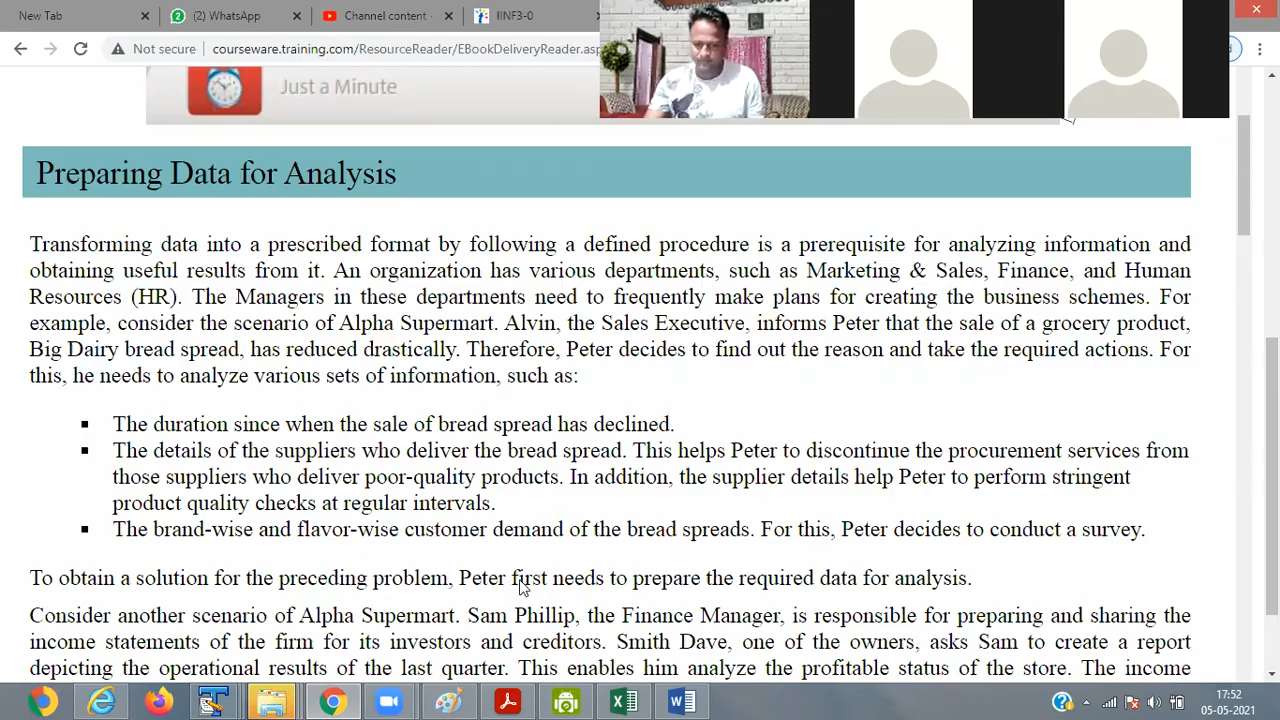 New Tab
(2) WhatsApp
Channel content -
IINF3-0
Not secure
courseware.training.com/ResourceReader/EBookDeliveryReader.asp
Just a Minute
Preparing Data for Analysis
Transforming data into a prescribed format by following a defined procedure is a prerequisite for analyzing information and
obtaining useful results from it. An organization has various departments, such as Marketing & Sales, Finance, and Human
Resources (HR). The Managers in these departments need to frequently make plans for creating the business schemes. For
example, consider the scenario of Alpha Supermart. Alvin, the Sales Executive, informs Peter that the sale of a grocery product,
Big Dairy bread spread, has reduced drastically. Therefore, Peter decides to find out the reason and take the required actions. For
this, he needs to analyze various sets of information, such as:
The duration since when the sale of bread spread has declined.
The details of the suppliers who deliver the bread spread. This helps Peter to discontinue the procurement services from
those suppliers who deliver poor-quality products. In addition, the supplier details help Peter to perform stringent
product quality checks at regular intervals.
The brand-wise and flavor-wise customer demand of the bread spreads. For this, Peter decides to conduct a survey.
To obtain a solution for the preceding problem, Peter first needs to prepare the required data for analysis.
Consider another scenario of Alpha Supermart. Sam Phillip, the Finance Manager, is responsible for preparing and sharing the
income statements of the firm for its investors and creditors. Smith Dave, one of the owners, asks Sam to create a report
depicting the operational results of the last quarter. This enables him analyze the profitable status of the store. The income
17:52
05-05-2021